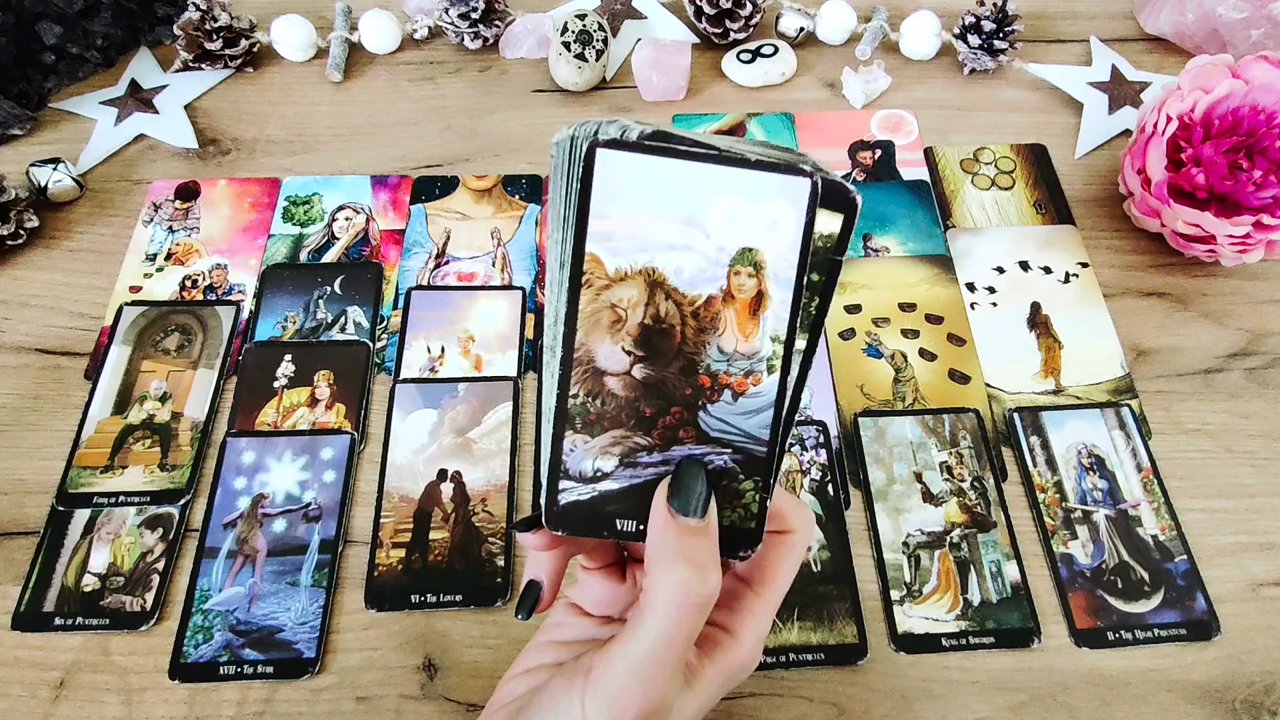 8
VIII •
FOUR OF PENTACLES
SIX OF PENTACLES
XVII • THE STAR
VI • THE LOVERS
PAGE OF PENTACLES
KING OF SWORDS
II • THE HIGH PRIESTESS